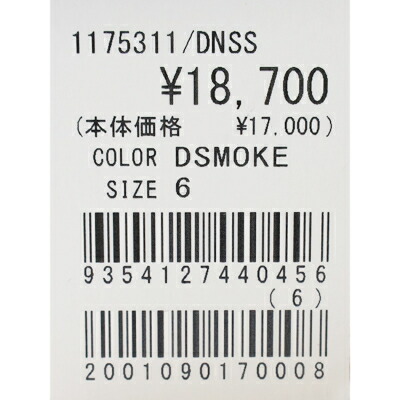 1175311/DNSS
¥18,700
(本体価格 ¥17,000)
COLOR DSMOKE
SIZE 6
9354127440456
(6)
2001090170008